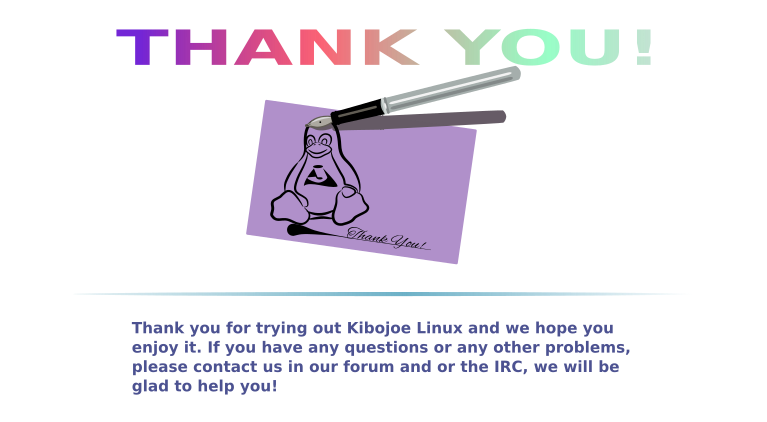 THANK YOU!
Thank You!
Thank you for trying out Kibojoe Linux and we hope you
enjoy it. If you have any questions or any other problems,
please contact us in our forum and or the IRC, we will be
glad to help you!